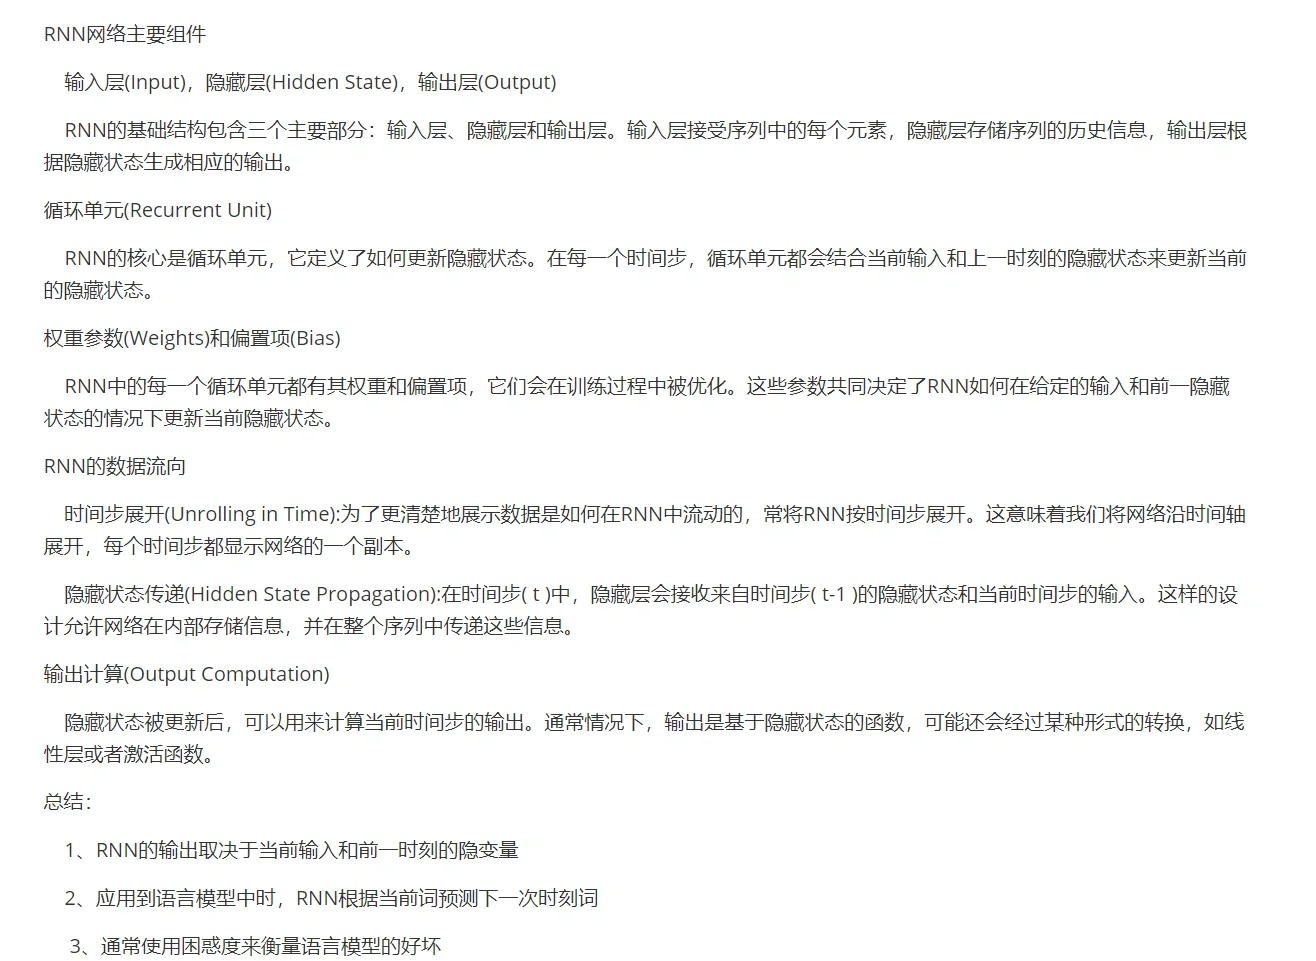 RNN网络主要组件
输入层(Input)，隐藏层(Hidden State)，输出层(Output)
RNN的基础结构包含三个主要部分：输入层、隐藏层和输出层。输入层接受序列中的每个元素，隐藏层存储序列的历史信息，输出层根
据隐藏状态生成相应的输出。
循环单元(Recurrent Unit)
RNN的核心是循环单元，它定义了如何更新隐藏状态。在每一个时间步，循环单元都会结合当前输入和上一时刻的隐藏状态来更新当前
的隐藏状态。
权重参数(Weights)和偏置项(Bias)
RNN中的每一个循环单元都有其权重和偏置项，它们会在训练过程中被优化。这些参数共同决定了RNN如何在给定的输入和前一隐藏
状态的情况下更新当前隐藏状态。
RNN的数据流向
时间步展开(Unrolling in Time):为了更清楚地展示数据是如何在RNN中流动的，常将RNN按时间步展开。这意味着我们将网络沿时间轴
展开，每个时间步都显示网络的一个副本。
隐藏状态传递(Hidden State Propagation):在时间步( t )中，隐藏层会接收来自时间步( t-1 )的隐藏状态和当前时间步的输入。这样的设
计允许网络在内部存储信息，并在整个序列中传递这些信息。
输出计算(Output Computation)
隐藏状态被更新后，可以用来计算当前时间步的输出。通常情况下，输出是基于隐藏状态的函数，可能还会经过某种形式的转换，如线
性层或者激活函数。
总结：
1、RNN的输出取决于当前输入和前一时刻的隐变量
2、应用到语言模型中时，RNN根据当前词预测下一次时刻词
3、通常使用困惑度来衡量语言模型的好坏